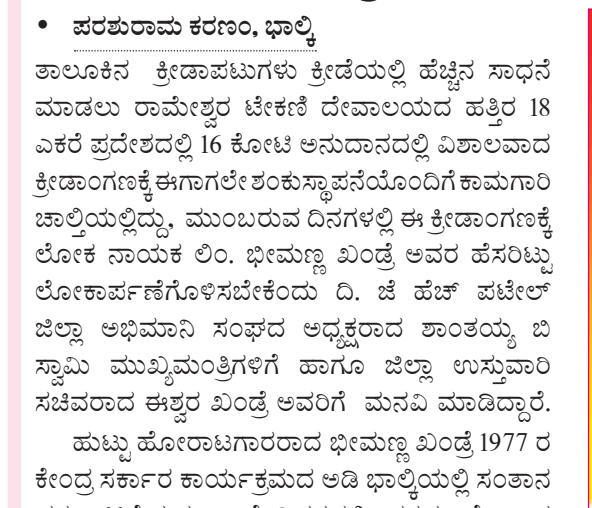 • ಪರಶುರಾಮ ಕರಣಂ, ಭಾಲ್ಕಿ
ತಾಲೂಕಿನ ಕ್ರೀಡಾಪಟುಗಳು ಕ್ರೀಡೆಯಲ್ಲಿ ಹೆಚ್ಚಿನ ಸಾಧನೆ
ಮಾಡಲು ರಾಮೇಶ್ವರ ಟೇಕಣಿ ದೇವಾಲಯದ ಹತ್ತಿರ 18
ಎಕರೆ ಪ್ರದೇಶದಲ್ಲಿ 16 ಕೋಟಿ ಅನುದಾನದಲ್ಲಿ ವಿಶಾಲವಾದ
ಕ್ರೀಡಾಂಗಣಕ್ಕೆ ಈಗಾಗಲೇ ಶಂಕುಸ್ಥಾಪನೆಯೊಂದಿಗೆ ಕಾಮಗಾರಿ
ಚಾಲ್ತಿಯಲ್ಲಿದ್ದು, ಮುಂಬರುವ ದಿನಗಳಲ್ಲಿ ಈ ಕ್ರೀಡಾಂಗಣಕ್ಕೆ
ಲೋಕ ನಾಯಕ ಲಿಂ. ಭೀಮಣ್ಣ ಖಂಡ್ರೆ ಅವರ ಹೆಸರಿಟ್ಟು
ಲೋಕಾರ್ಪಣೆಗೊಳಿಸಬೇಕೆಂದು ದಿ. ಜೆ ಹೆಚ್ ಪಟೇಲ್
ಜಿಲ್ಲಾ ಅಭಿಮಾನಿ ಸಂಘದ ಅಧ್ಯಕ್ಷರಾದ ಶಾಂತಯ್ಯ ಬಿ
ಸ್ವಾಮಿ ಮುಖ್ಯಮಂತ್ರಿಗಳಿಗೆ ಹಾಗೂ ಜಿಲ್ಲಾ ಉಸ್ತುವಾರಿ
ಸಚಿವರಾದ ಈಶ್ವರ ಖಂಡ್ರೆ ಅವರಿಗೆ ಮನವಿ ಮಾಡಿದ್ದಾರೆ.
ಹುಟ್ಟು ಹೋರಾಟಗಾರರಾದ ಭೀಮಣ್ಣ ಖಂಡ್ರೆ 1977 ರ
ಕೇಂದ್ರ ಸರ್ಕಾರ ಕಾರ್ಯಕ್ರಮದ ಅಡಿ ಭಾಲ್ಕಿಯಲ್ಲಿ ಸಂತಾನ